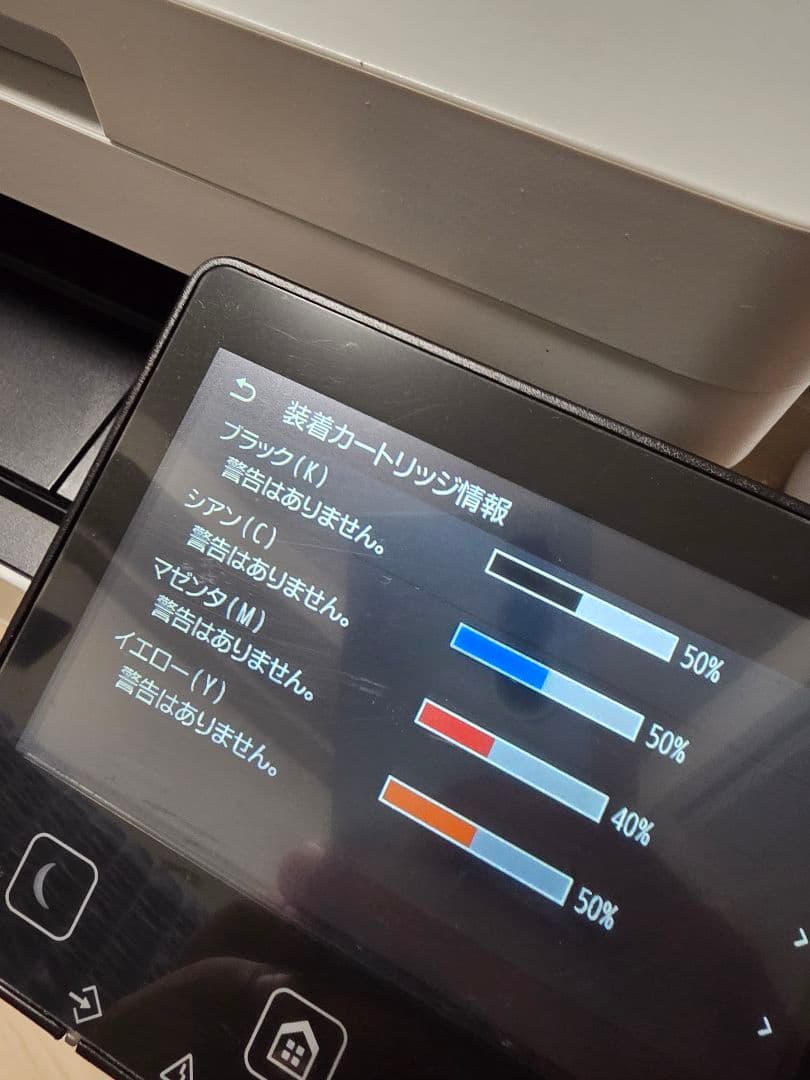 装着カートリッジ情報
ブラック(K)
警告はありません。
50%
シアン(C)
警告はありません。
50%
マゼンタ(M)
警告はありません。
40%
イエロー(Y)
警告はありません。
50%